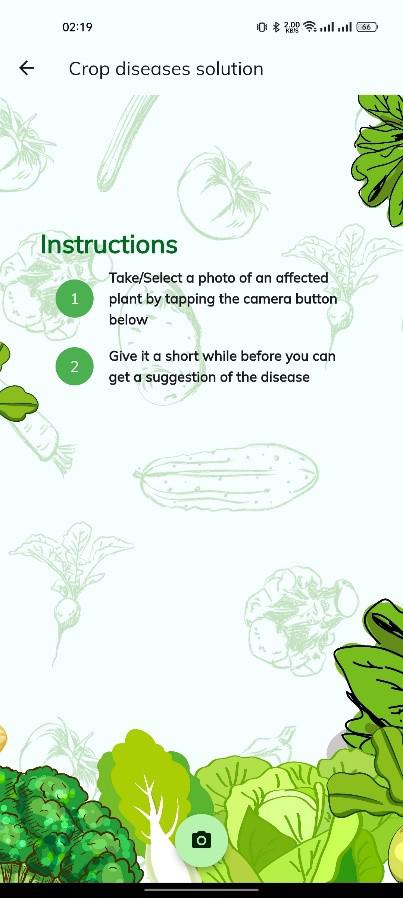 02:19
2.00
KB/S
66
Crop diseases solution
Instructions
1
Take/Select a photo of an affected
plant by tapping the camera button
below
2
Give it a short while before you can
get a suggestion of the disease